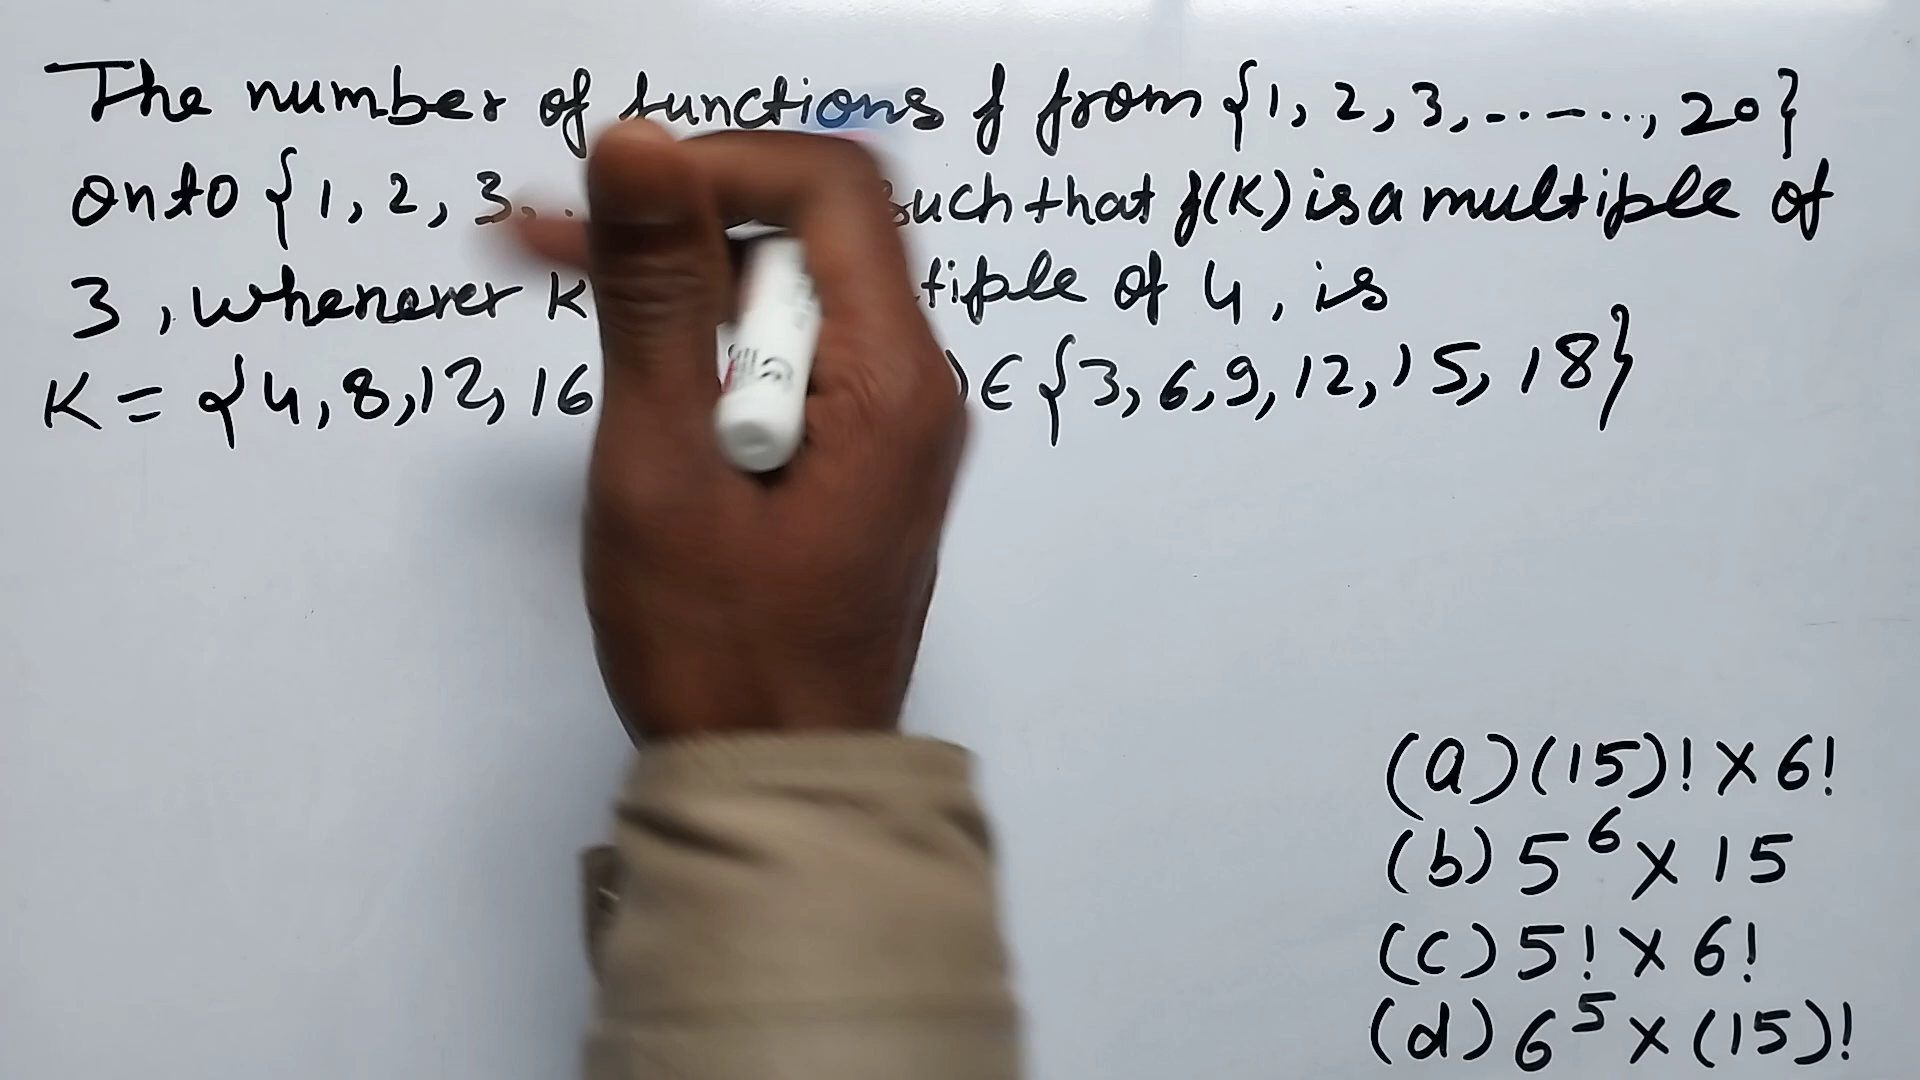 The number of functions f from {1, 2, 3, ......, 20}
onto {1, 2, 3, . such that f(K) is a multiple of
3, whenever K of 4, is
K = {4, 8, 12, 16 ) ∈ {3, 6, 9, 12, 15, 18}
(a) (15)! × 6!
(b) 5⁶ × 15
(c) 5! × 6!
(d) 6⁵ × (15)!